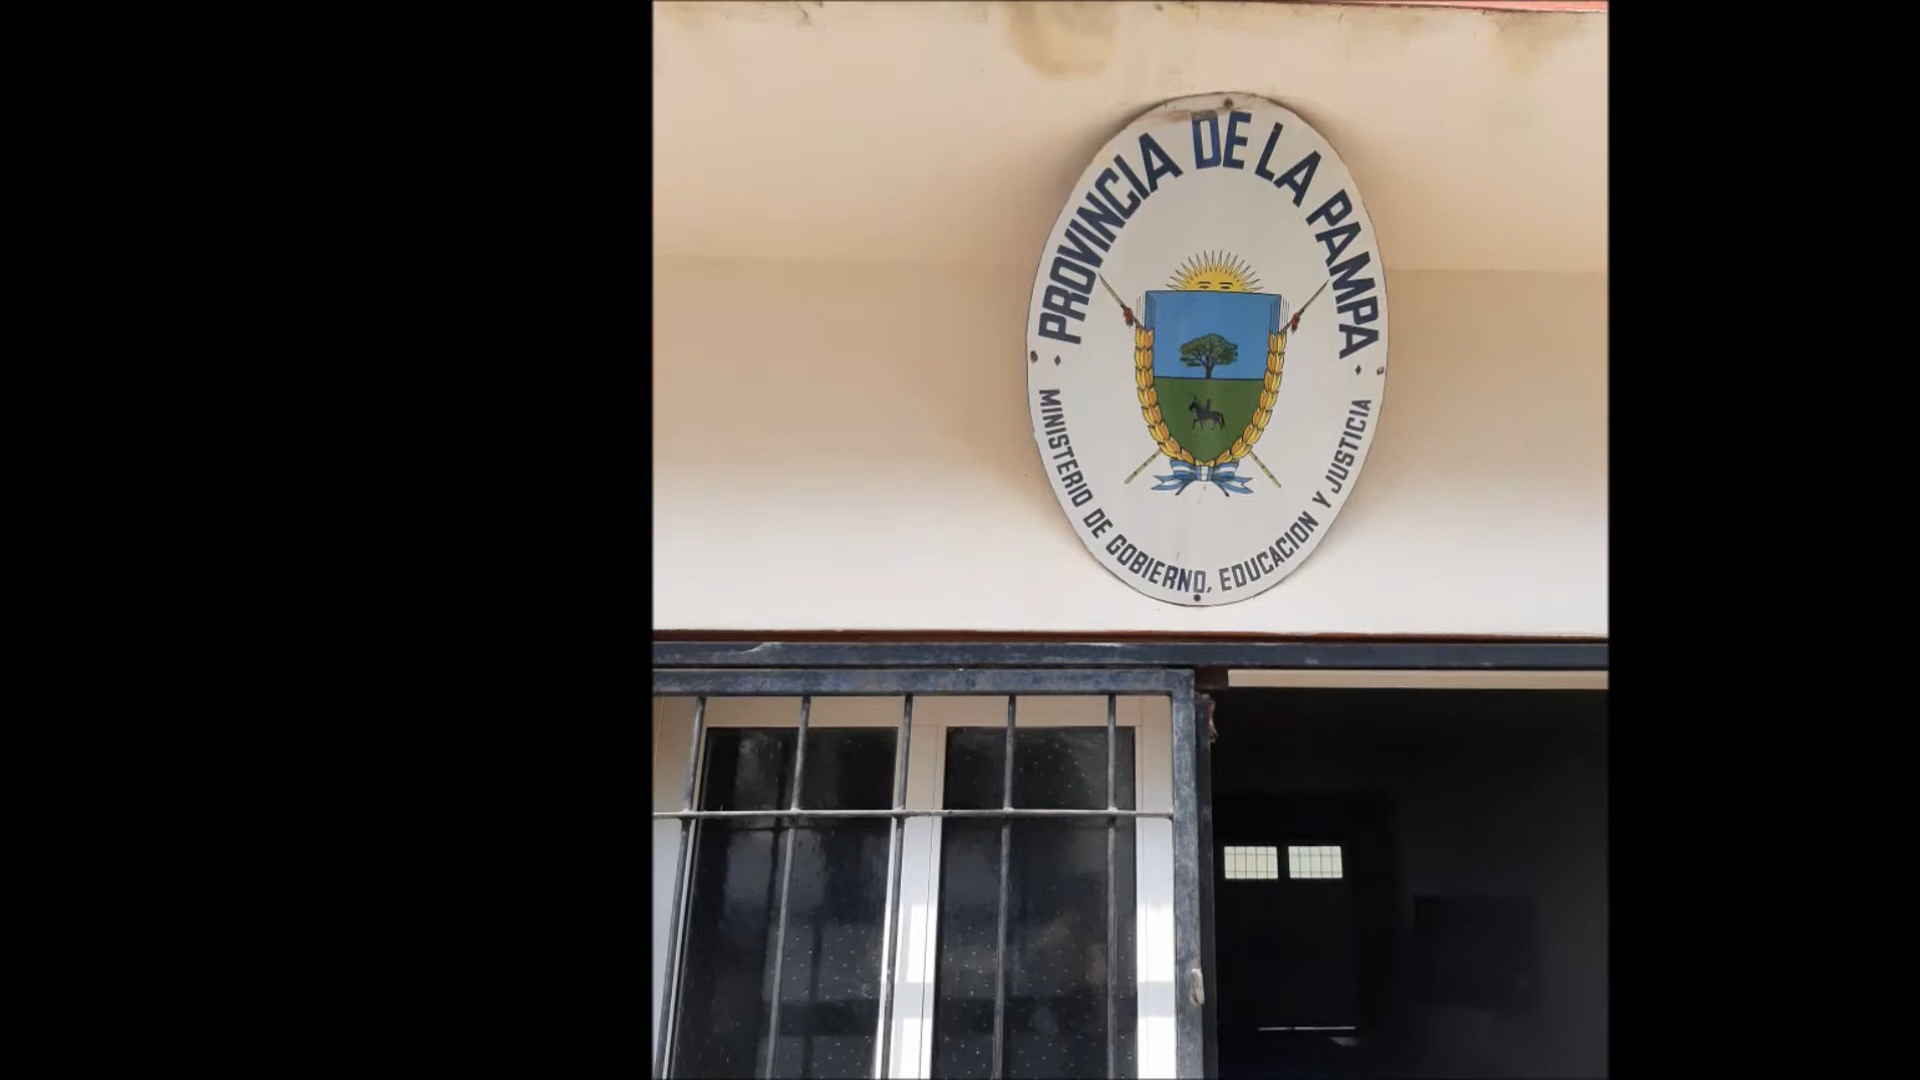 PROVINCIA DE LA PAMPA
MINISTERIO DE GOBIERNO, EDUCACION Y JUSTICIA